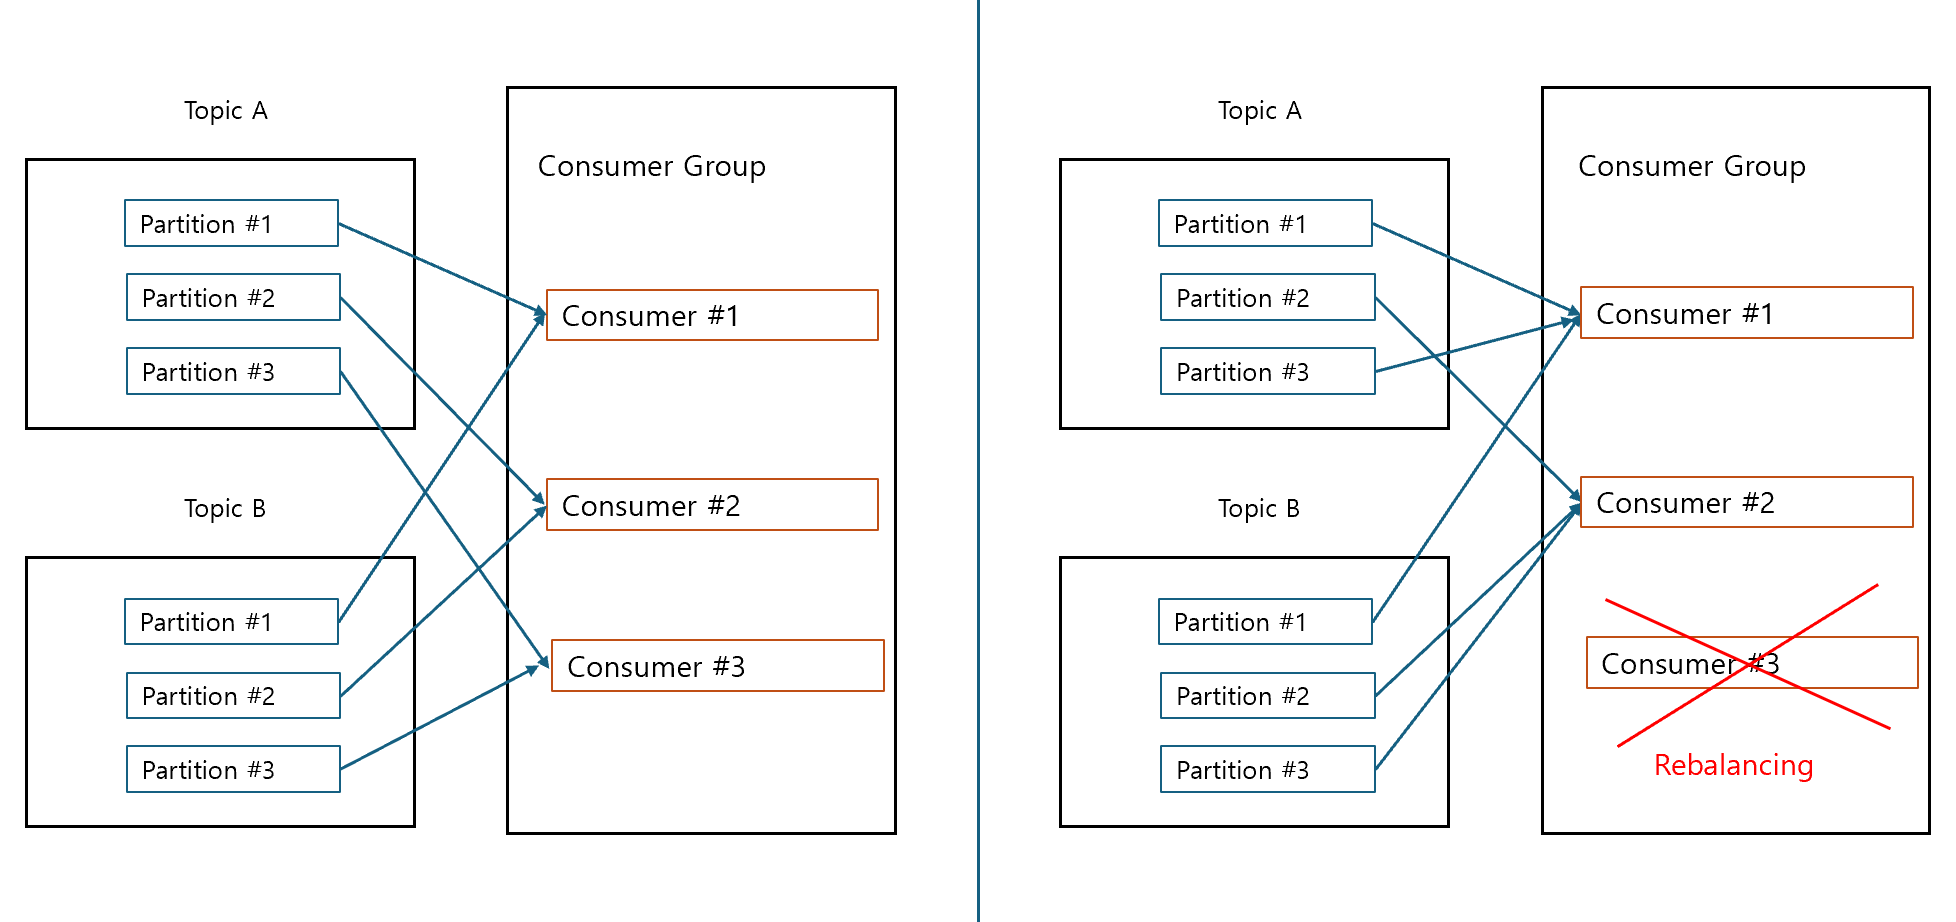 Topic A
Consumer Group
Partition #1
Partition #2
Partition #3
Consumer #1
Consumer #2
Topic B
Partition #1
Partition #2
Partition #3
Consumer #3
Topic A
Consumer Group
Partition #1
Partition #2
Partition #3
Consumer #1
Consumer #2
Topic B
Partition #1
Partition #2
Partition #3
Consumer #3
Rebalancing